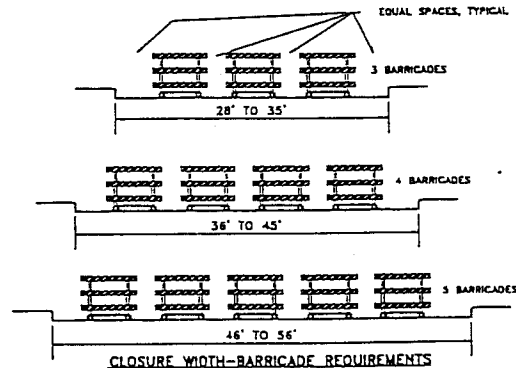 EQUAL SPACES, TYPICAL
3 BARRICADES
28' TO 35'
4 BARRICADES
36' TO 45'
5 BARRICADES
46' TO 56'
CLOSURE WIDTH-BARRICADE REQUIREMENTS